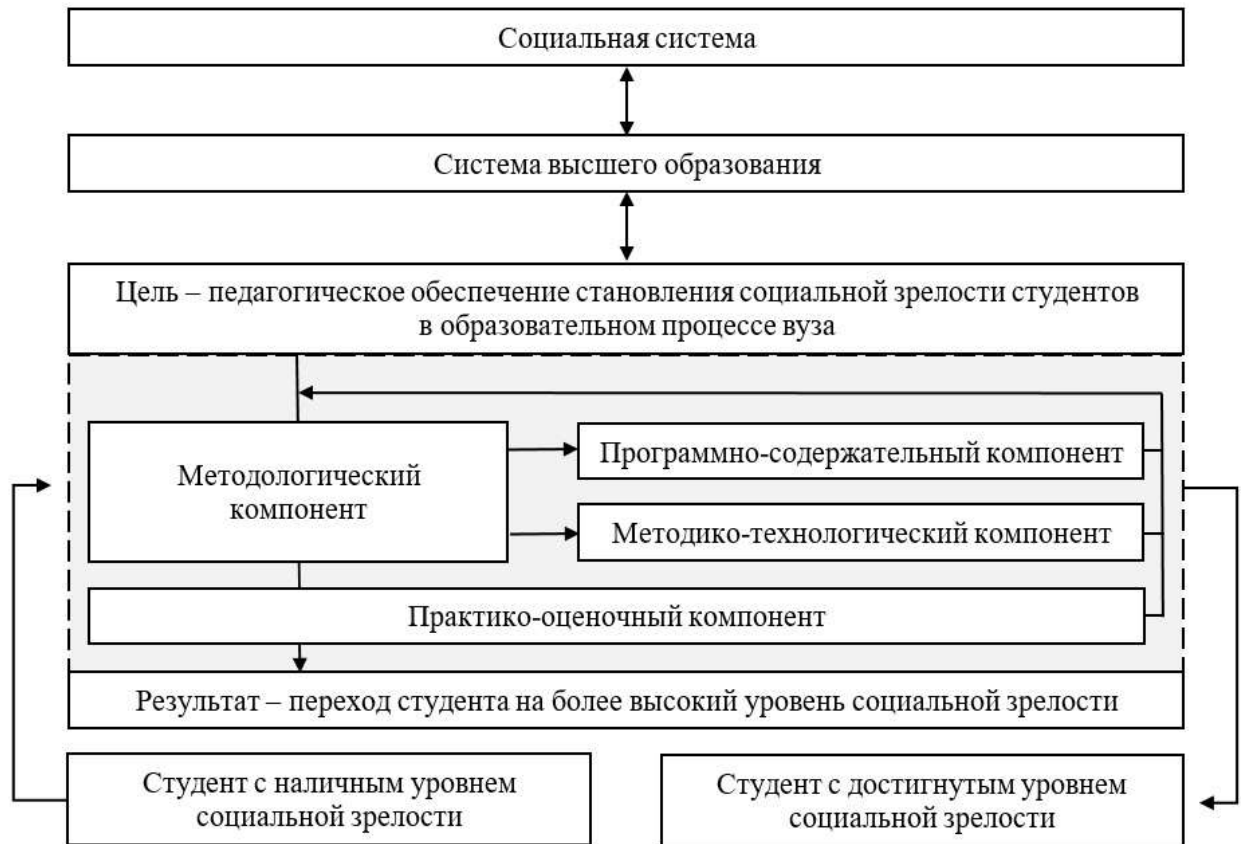 Социальная система
Система высшего образования
Цель – педагогическое обеспечение становления социальной зрелости студентов
в образовательном процессе вуза
Методологический
компонент
Программно-содержательный компонент
Методико-технологический компонент
Практико-оценочный компонент
Результат – переход студента на более высокий уровень социальной зрелости
Студент с наличным уровнем
социальной зрелости
Студент с достигнутым уровнем
социальной зрелости